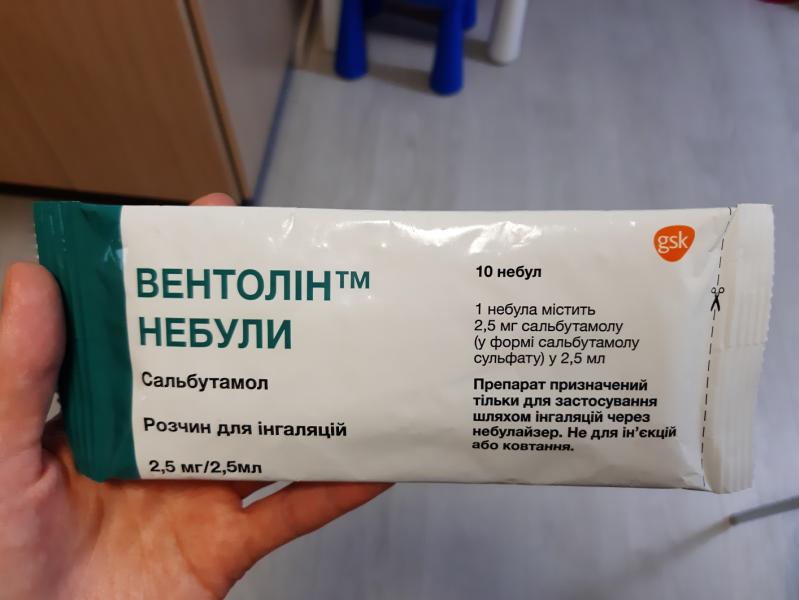 ВЕНТОЛІН™
НЕБУЛИ
Сальбутамол
Розчин для інгаляцій
2,5 мг/2,5мл
gsk
10 небул
1 небула містить
2,5 мг сальбутамолу
(у формі сальбутамолу
сульфату) у 2,5 мл
Препарат призначений
тільки для застосування
шляхом інгаляцій через
небулайзер. Не для ін’єкцій
або ковтання.